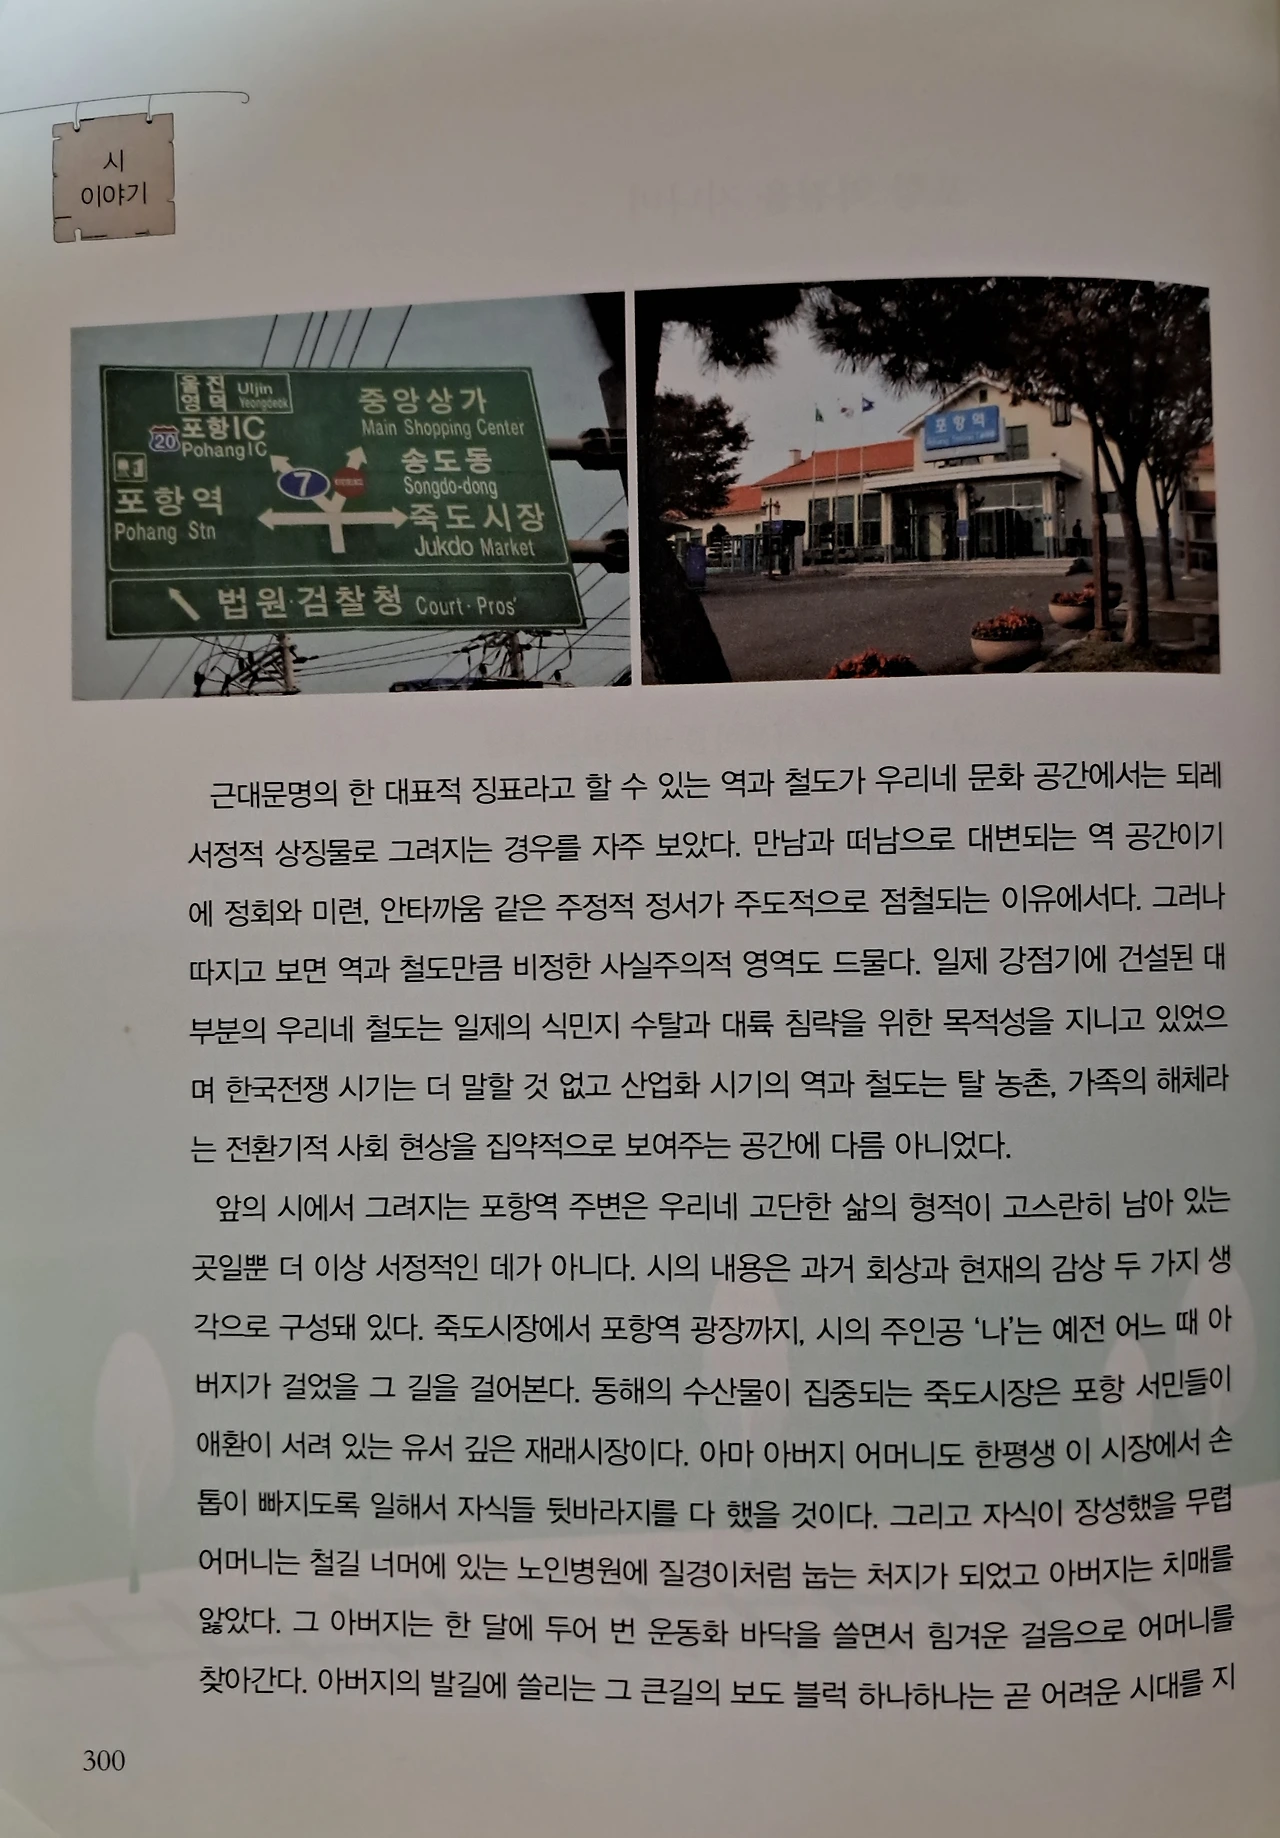 시
이야기
울진 Uljin
영덕 Yeongdeok
20 포항IC
Pohang IC
포항역
Pohang Stn
7
중앙상가
Main Shopping Center
송도동
Songdo-dong
죽도시장
Jukdo Market
법원·검찰청 Court·Pros'
포항역
근대문명의 한 대표적 징표라고 할 수 있는 역과 철도가 우리네 문화 공간에서는 되레
서정적 상징물로 그려지는 경우를 자주 보았다. 만남과 떠남으로 대변되는 역 공간이기
에 정회와 미련, 안타까움 같은 주정적 정서가 주도적으로 점철되는 이유에서다. 그러나
따지고 보면 역과 철도만큼 비정한 사실주의적 영역도 드물다. 일제 강점기에 건설된 대
부분의 우리네 철도는 일제의 식민지 수탈과 대륙 침략을 위한 목적성을 지니고 있었으
며 한국전쟁 시기는 더 말할 것 없고 산업화 시기의 역과 철도는 탈 농촌, 가족의 해체라
는 전환기적 사회 현상을 집약적으로 보여주는 공간에 다름 아니었다.
앞의 시에서 그려지는 포항역 주변은 우리네 고단한 삶의 형적이 고스란히 남아 있는
곳일뿐 더 이상 서정적인 데가 아니다. 시의 내용은 과거 회상과 현재의 감상 두 가지 생
각으로 구성돼 있다. 죽도시장에서 포항역 광장까지, 시의 주인공 ‘나’는 예전 어느 때 아
버지가 걸었을 그 길을 걸어본다. 동해의 수산물이 집중되는 죽도시장은 포항 서민들이
애환이 서려 있는 유서 깊은 재래시장이다. 아마 아버지 어머니도 한평생 이 시장에서 손
톱이 빠지도록 일해서 자식들 뒷바라지를 다 했을 것이다. 그리고 자식이 장성했을 무렵
어머니는 철길 너머에 있는 노인병원에 질경이처럼 눕는 처지가 되었고 아버지는 치매를
앓았다. 그 아버지는 한 달에 두어 번 운동화 바닥을 쓸면서 힘겨운 걸음으로 어머니를
찾아간다. 아버지의 발길에 쓸리는 그 큰길의 보도 블럭 하나하나는 곧 어려운 시대를 지
300